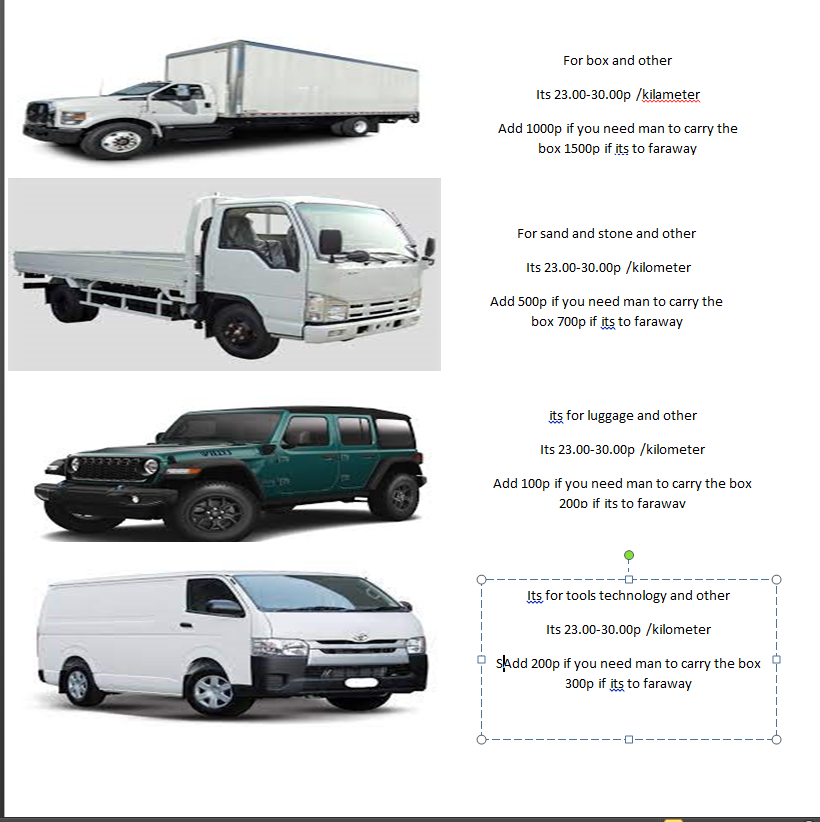 For box and other
Its 23.00-30.00p /kilameter
Add 1000p if you need man to carry the
box 1500p if its to faraway
For sand and stone and other
Its 23.00-30.00p /kilometer
Add 500p if you need man to carry the
box 700p if its to faraway
its for luggage and other
Its 23.00-30.00p /kilometer
Add 100p if you need man to carry the box
200p if its to faraway
Its for tools technology and other
Its 23.00-30.00p /kilometer
SAdd 200p if you need man to carry the box
300p if its to faraway